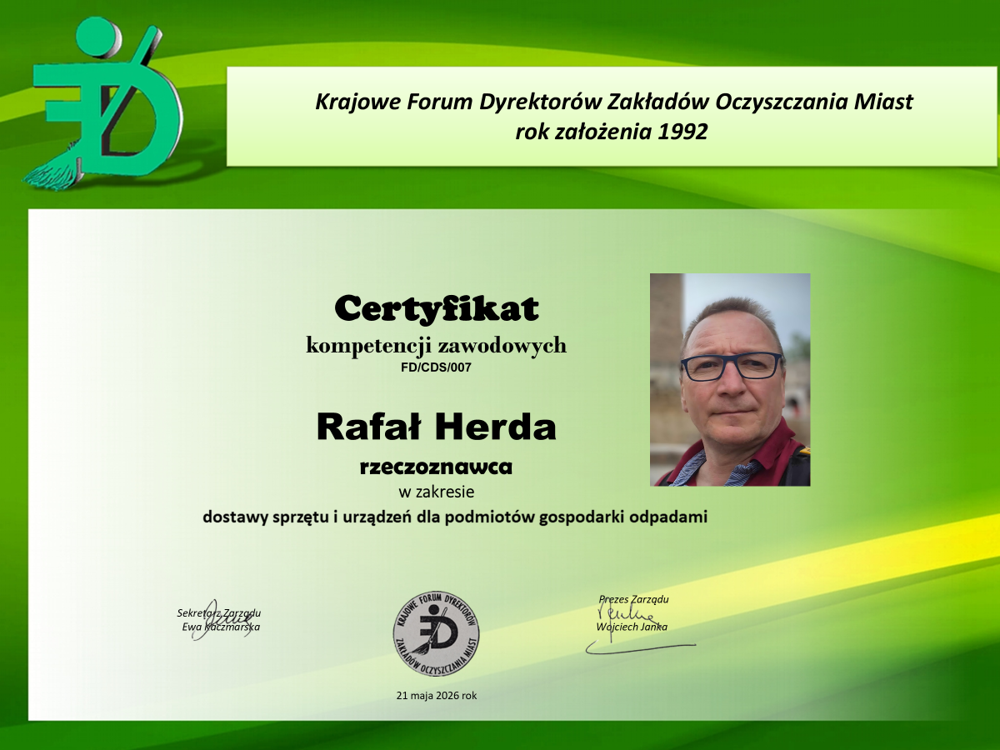 Krajowe Forum Dyrektorów Zakładów Oczyszczania Miast
rok założenia 1992
Certyfikat
kompetencji zawodowych
FD/CDS/007
Rafał Herda
rzeczoznawca
w zakresie
dostawy sprzętu i urządzeń dla podmiotów gospodarki odpadami
Sekretarz Zarządu
Ewa Kaczmarska
Prezes Zarządu
Wojciech Janka
KRAJOWE FORUM DYREKTORÓW
ZAKŁADÓW OCZYSZCZANIA MIAST
21 maja 2026 rok